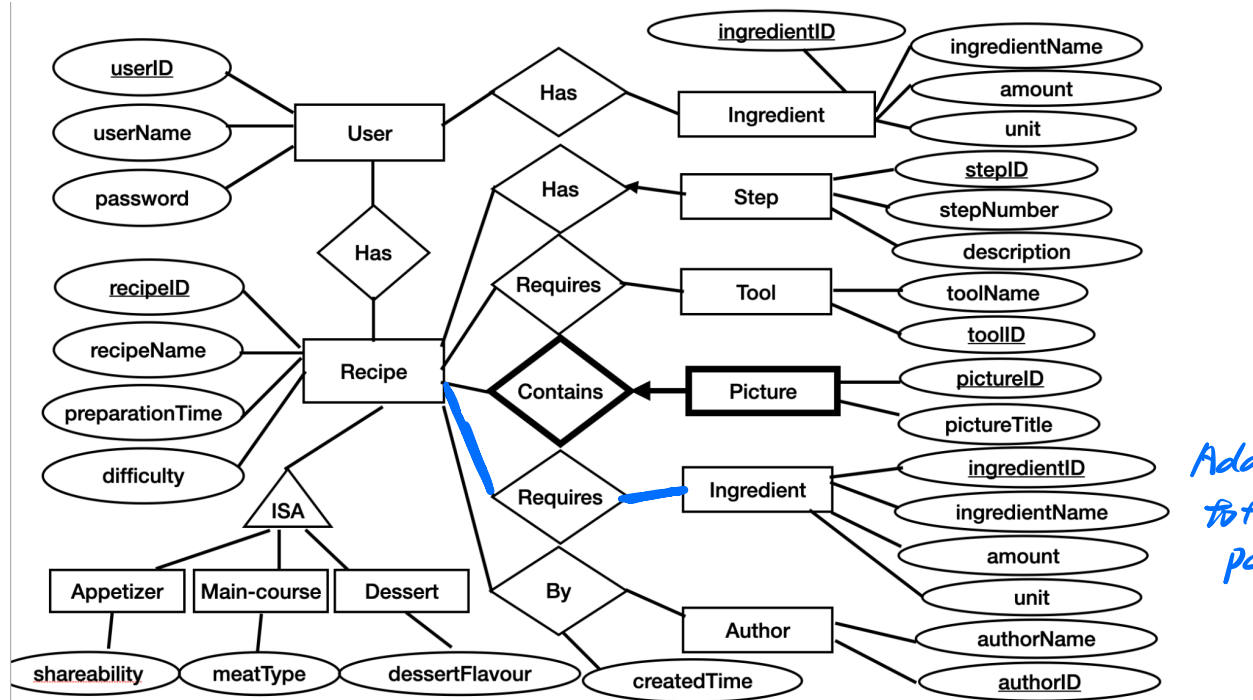 ingredientID
userID
ingredientName
Has
amount
userName
User
Ingredient
unit
password
Has
Step
stepID
stepNumber
description
Has
recipeID
Requires
Tool
toolName
toolID
recipeName
Recipe
Contains
Picture
pictureID
pictureTitle
preparationTime
difficulty
Requires
Ingredient
ingredientID
ingredientName
amount
unit
ISA
Appetizer
Main-course
Dessert
By
Author
authorName
authorID
shareability
meatType
dessertFlavour
createdTime